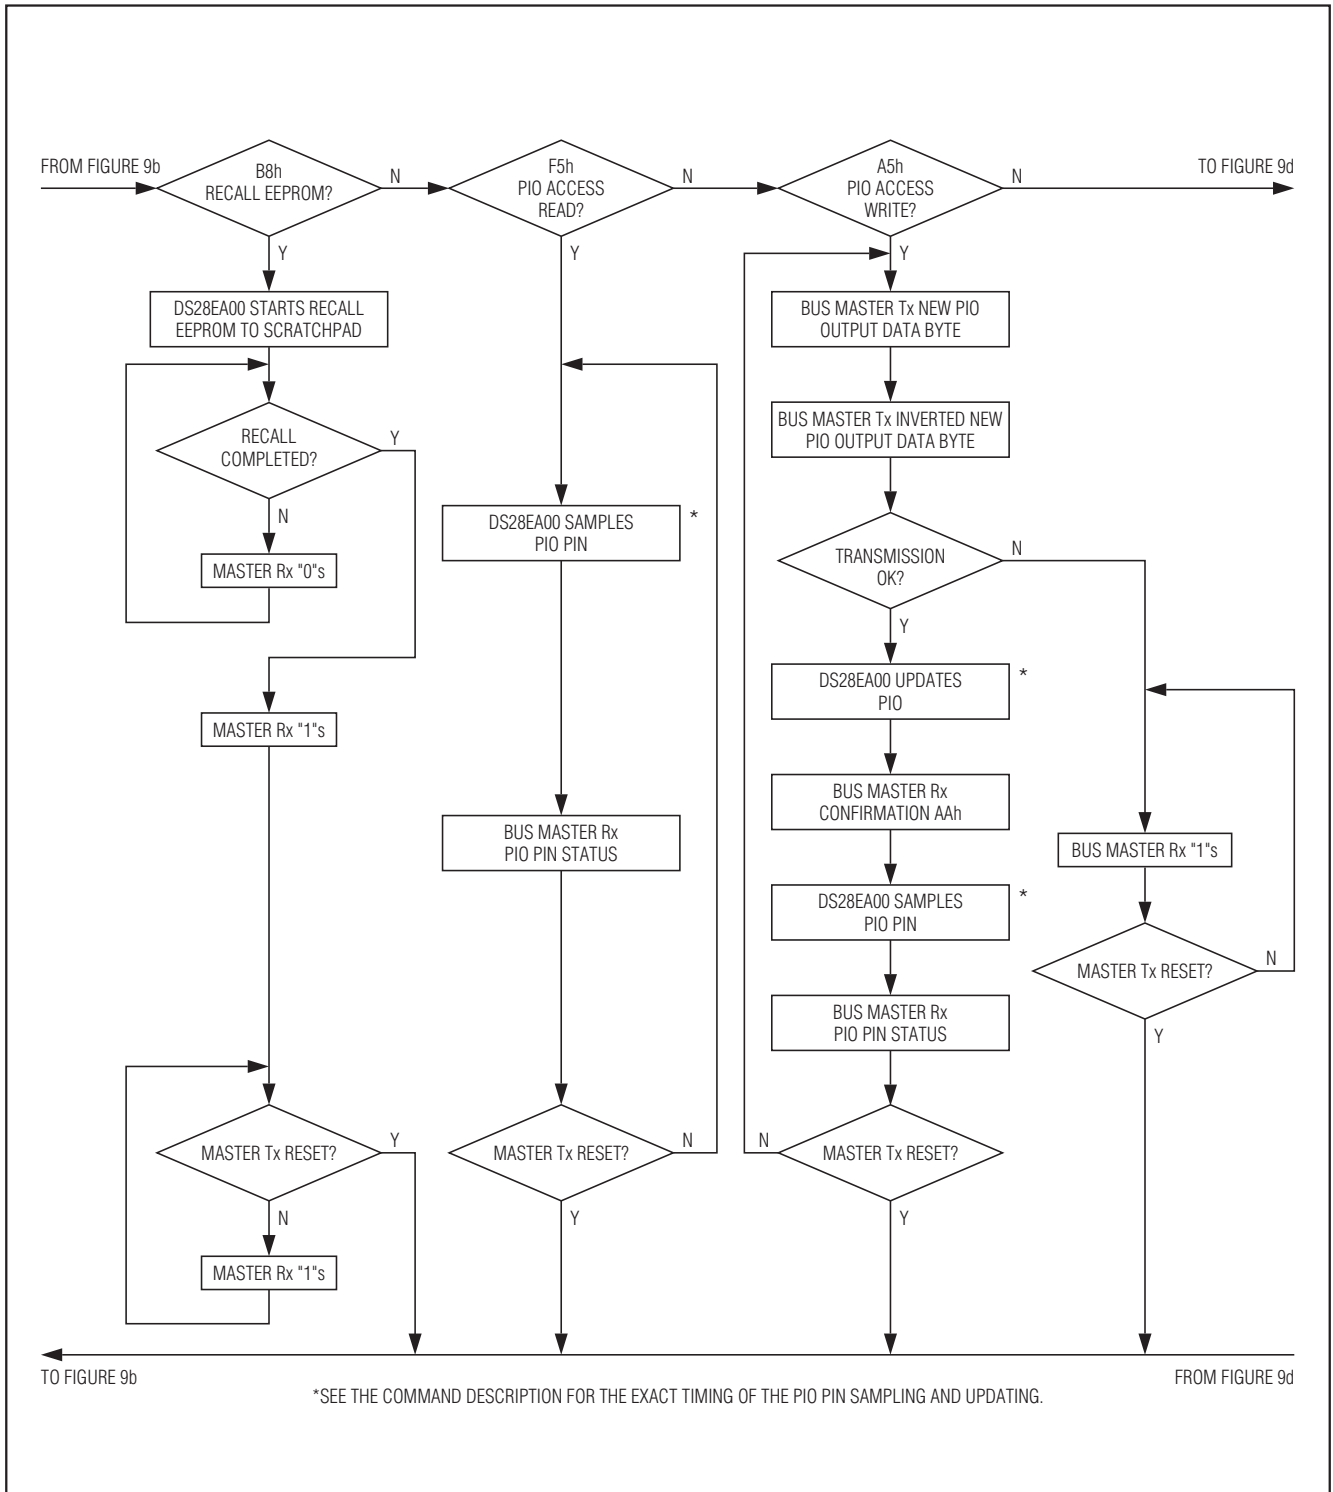 FROM FIGURE 9b
B8h
RECALL EEPROM?
N
F5h
PIO ACCESS
READ?
N
A5h
PIO ACCESS
WRITE?
N
TO FIGURE 9d
Y
DS28EA00 STARTS RECALL
EEPROM TO SCRATCHPAD
RECALL
COMPLETED?
Y
N
MASTER Rx "0"s
MASTER Rx "1"s
MASTER Tx RESET?
Y
N
MASTER Rx "1"s
Y
DS28EA00 SAMPLES
PIO PIN
*
BUS MASTER Rx
PIO PIN STATUS
MASTER Tx RESET?
N
Y
Y
BUS MASTER Tx NEW PIO
OUTPUT DATA BYTE
BUS MASTER Tx INVERTED NEW
PIO OUTPUT DATA BYTE
TRANSMISSION
OK?
N
Y
DS28EA00 UPDATES
PIO
*
BUS MASTER Rx
CONFIRMATION AAh
DS28EA00 SAMPLES
PIO PIN
*
BUS MASTER Rx
PIO PIN STATUS
N
MASTER Tx RESET?
Y
BUS MASTER Rx "1"s
MASTER Tx RESET?
N
Y
TO FIGURE 9b
FROM FIGURE 9d
*SEE THE COMMAND DESCRIPTION FOR THE EXACT TIMING OF THE PIO PIN SAMPLING AND UPDATING.